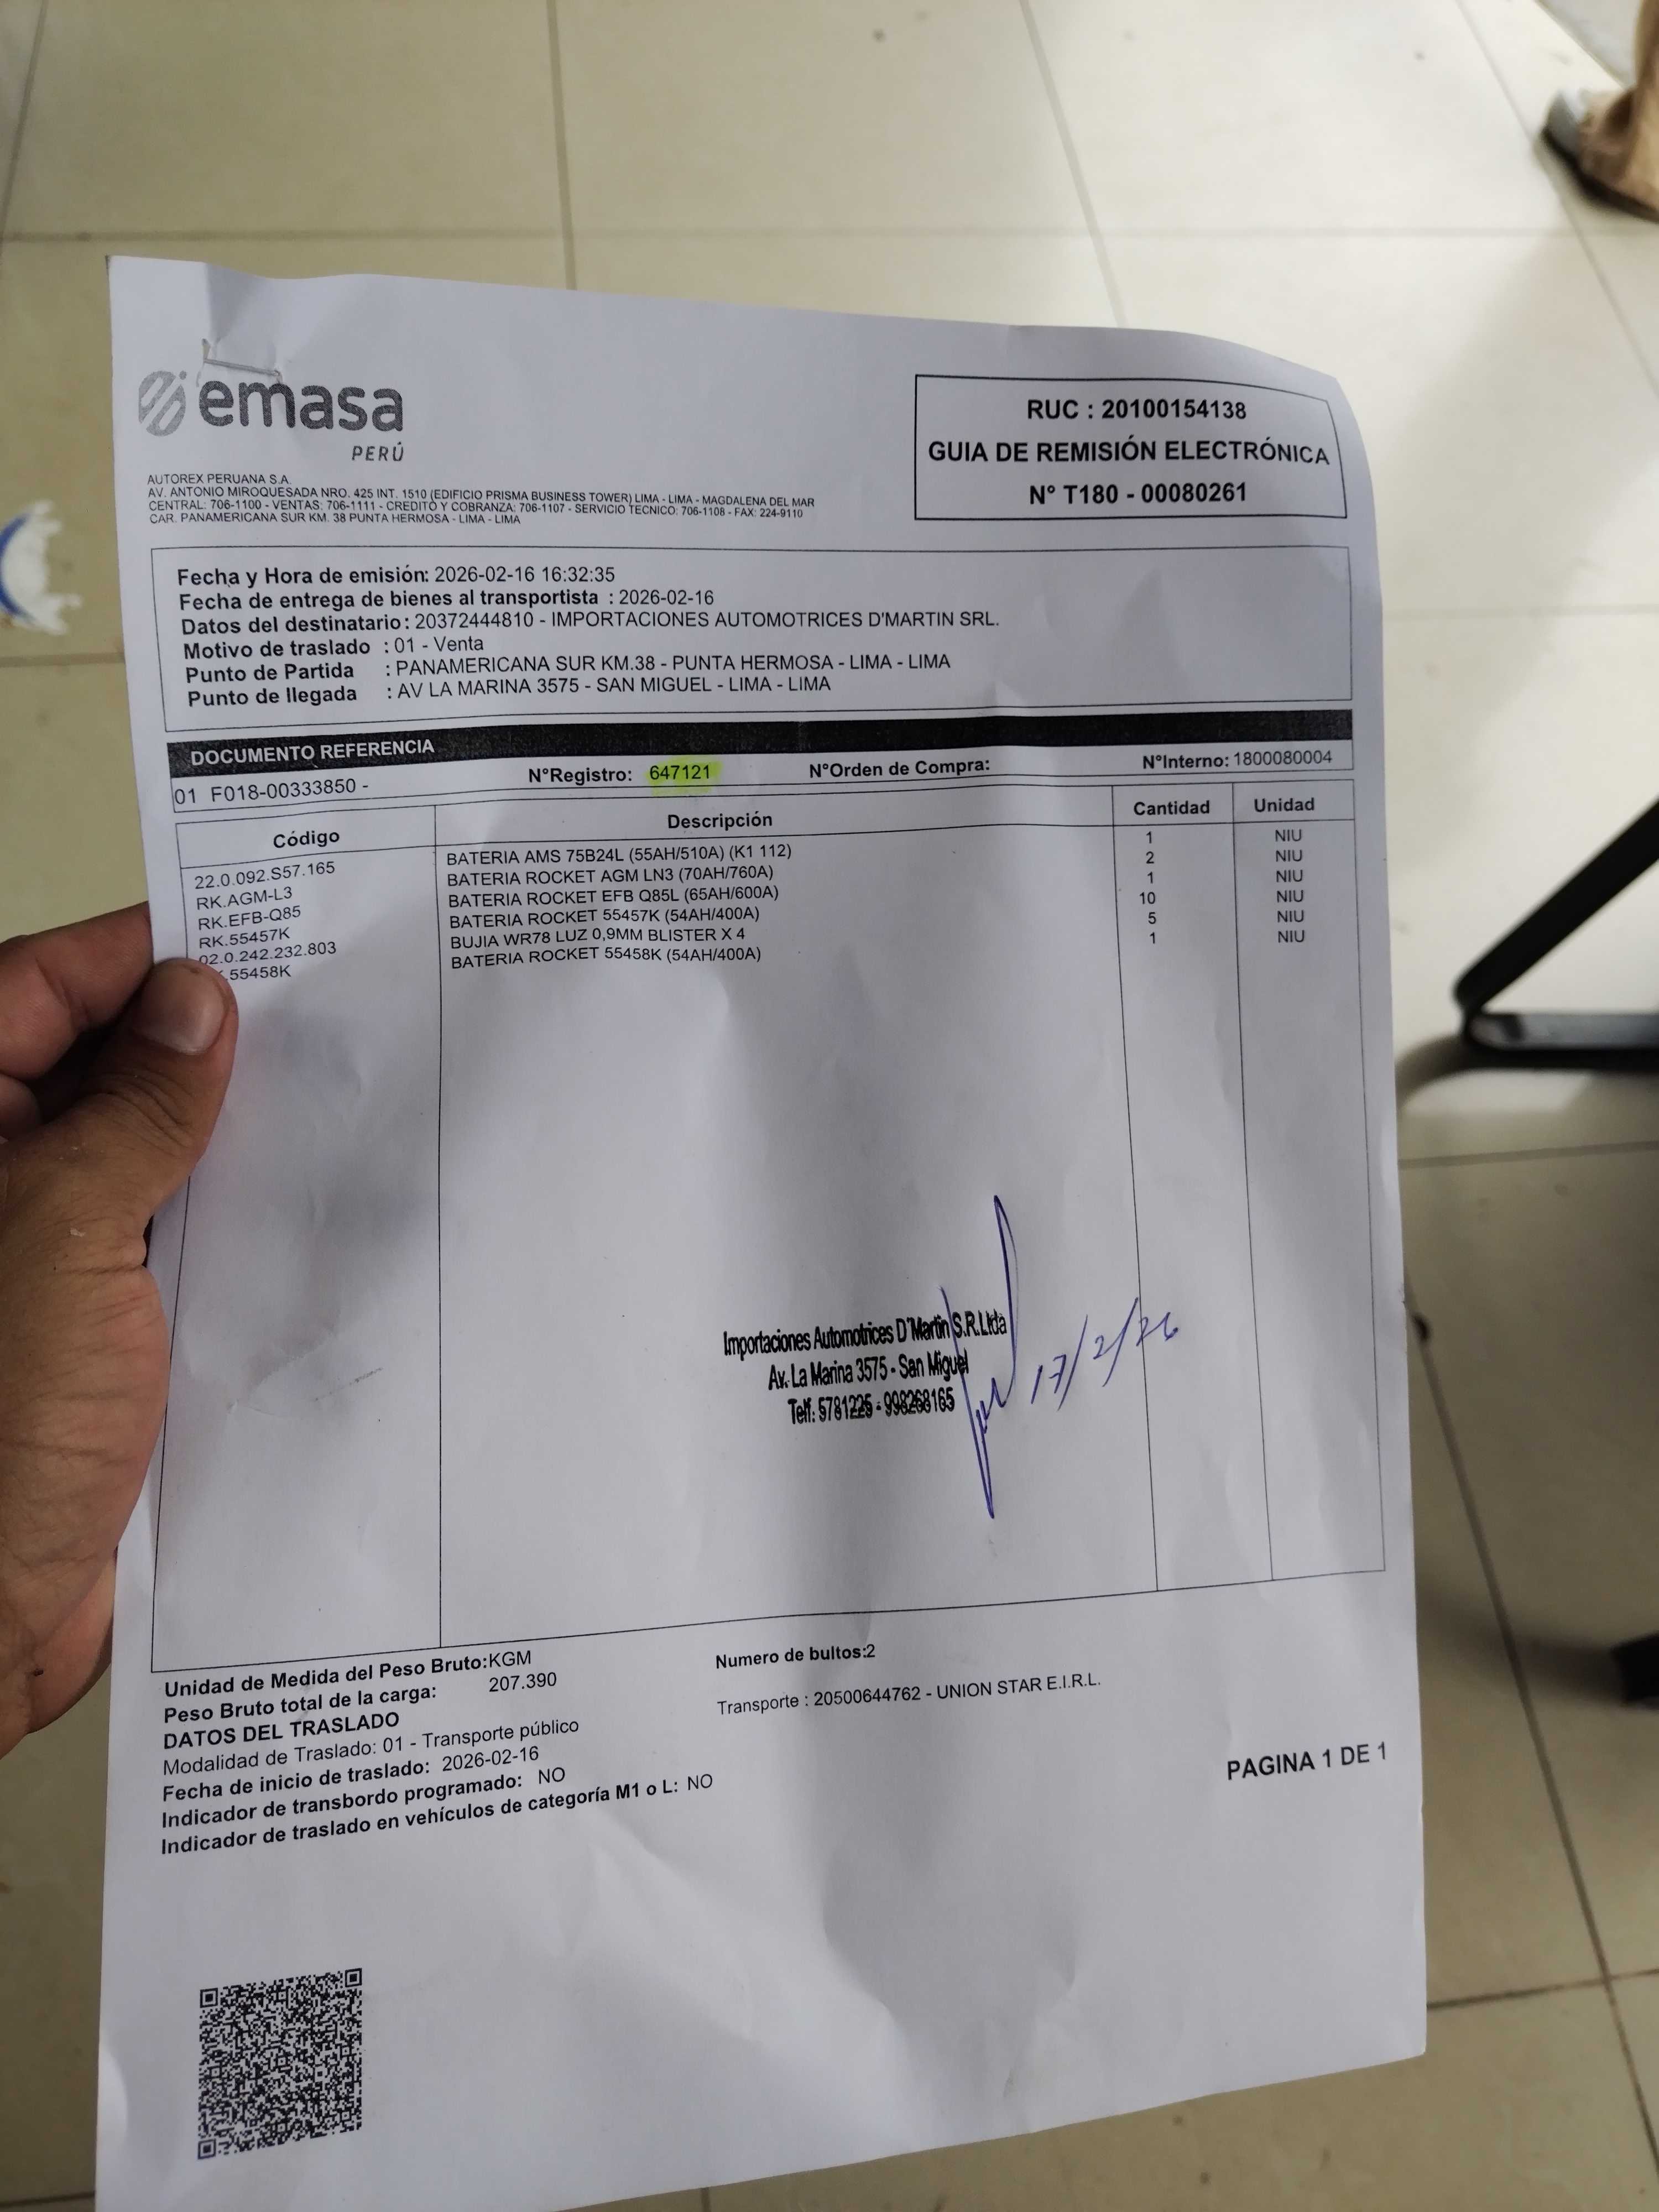 emasa
PERÚ
RUC : 20100154138
GUIA DE REMISIÓN ELECTRÓNICA
N° T180 - 00080261
AUTOREX PERUANA S.A.
AV. ANTONIO MIROQUESADA NRO. 425 INT. 1510 (EDIFICIO PRISMA BUSINESS TOWER) LIMA - LIMA - MAGDALENA DEL MAR
CENTRAL: 706-1100 - VENTAS: 706-1111 - CREDITO Y COBRANZA: 706-1107 - SERVICIO TECNICO: 706-1108 - FAX: 224-9110
CAR. PANAMERICANA SUR KM. 38 PUNTA HERMOSA - LIMA - LIMA
Fecha y Hora de emisión: 2026-02-16 16:32:35
Fecha de entrega de bienes al transportista : 2026-02-16
Datos del destinatario : 20372444810 - IMPORTACIONES AUTOMOTRICES D'MARTIN SRL.
Motivo de traslado : 01 - Venta
Punto de Partida : PANAMERICANA SUR KM.38 - PUNTA HERMOSA - LIMA - LIMA
Punto de llegada : AV LA MARINA 3575 - SAN MIGUEL - LIMA - LIMA
DOCUMENTO REFERENCIA
01 F018-00333850 - N°Registro: 647121 N°Orden de Compra: N°Interno: 1800080004
Código Descripción Cantidad Unidad
22.0.092.S57.165 BATERIA AMS 75B24L (55AH/510A) (K1 112) 1 NIU
RK.AGM-L3 BATERIA ROCKET AGM LN3 (70AH/760A) 2 NIU
RK.EFB-Q85 BATERIA ROCKET EFB Q85L (65AH/600A) 1 NIU
RK.55457K BATERIA ROCKET 55457K (54AH/400A) 10 NIU
02.0.242.232.803 BUJIA WR78 LUZ 0,9MM BLISTER X 4 5 NIU
.55458K BATERIA ROCKET 55458K (54AH/400A) 1 NIU
Importaciones Automotrices D'Martin S.R.Ltda
Av. La Marina 3575 - San Miguel
Telf: 5781225 - 998268165
17/2/26
Unidad de Medida del Peso Bruto: KGM Numero de bultos:2
Peso Bruto total de la carga: 207.390
DATOS DEL TRASLADO Transporte : 20500644762 - UNION STAR E.I.R.L.
Modalidad de Traslado: 01 - Transporte público
Fecha de inicio de traslado: 2026-02-16
Indicador de transbordo programado: NO
Indicador de traslado en vehículos de categoría M1 o L: NO
PAGINA 1 DE 1